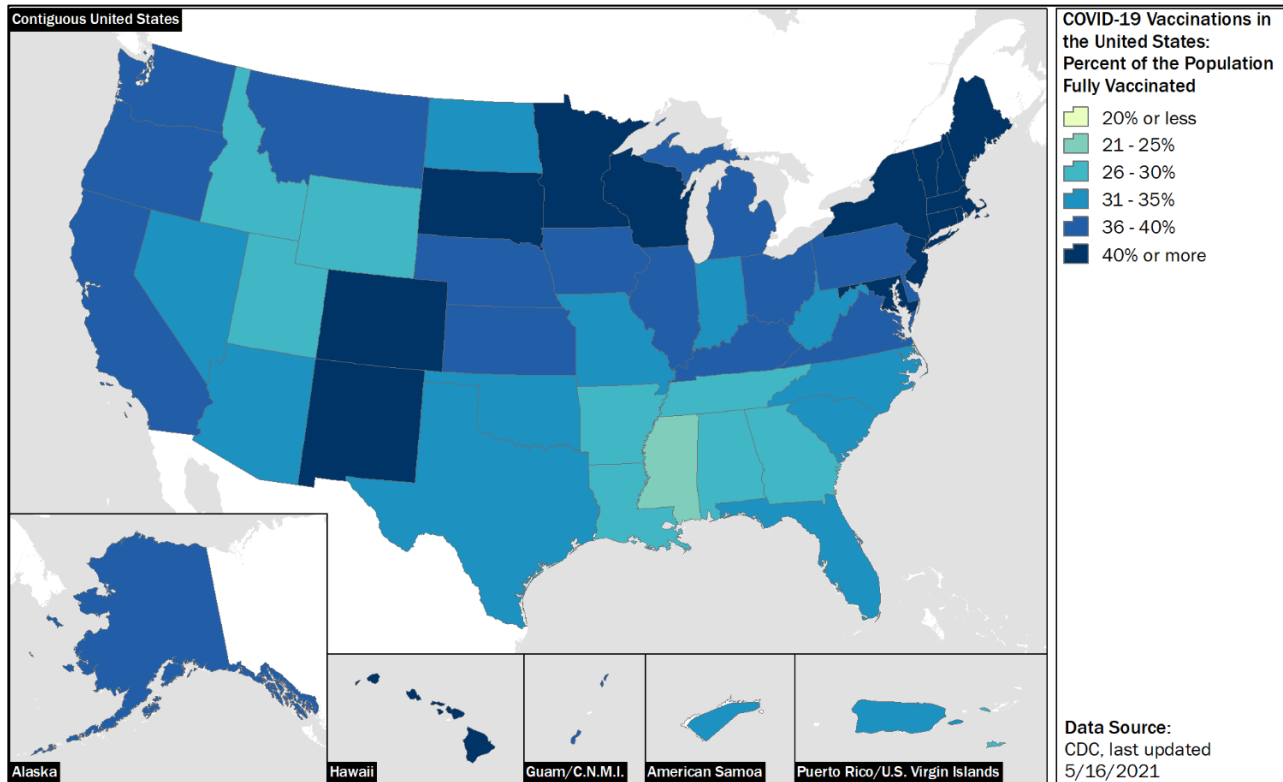 Contiguous United States
COVID-19 Vaccinations in
the United States:
Percent of the Population
Fully Vaccinated
20% or less
21 - 25%
26 - 30%
31 - 35%
36 - 40%
40% or more
Alaska
Hawaii
Guam/C.N.M.I.
American Samoa
Puerto Rico/U.S. Virgin Islands
Data Source:
CDC, last updated
5/16/2021